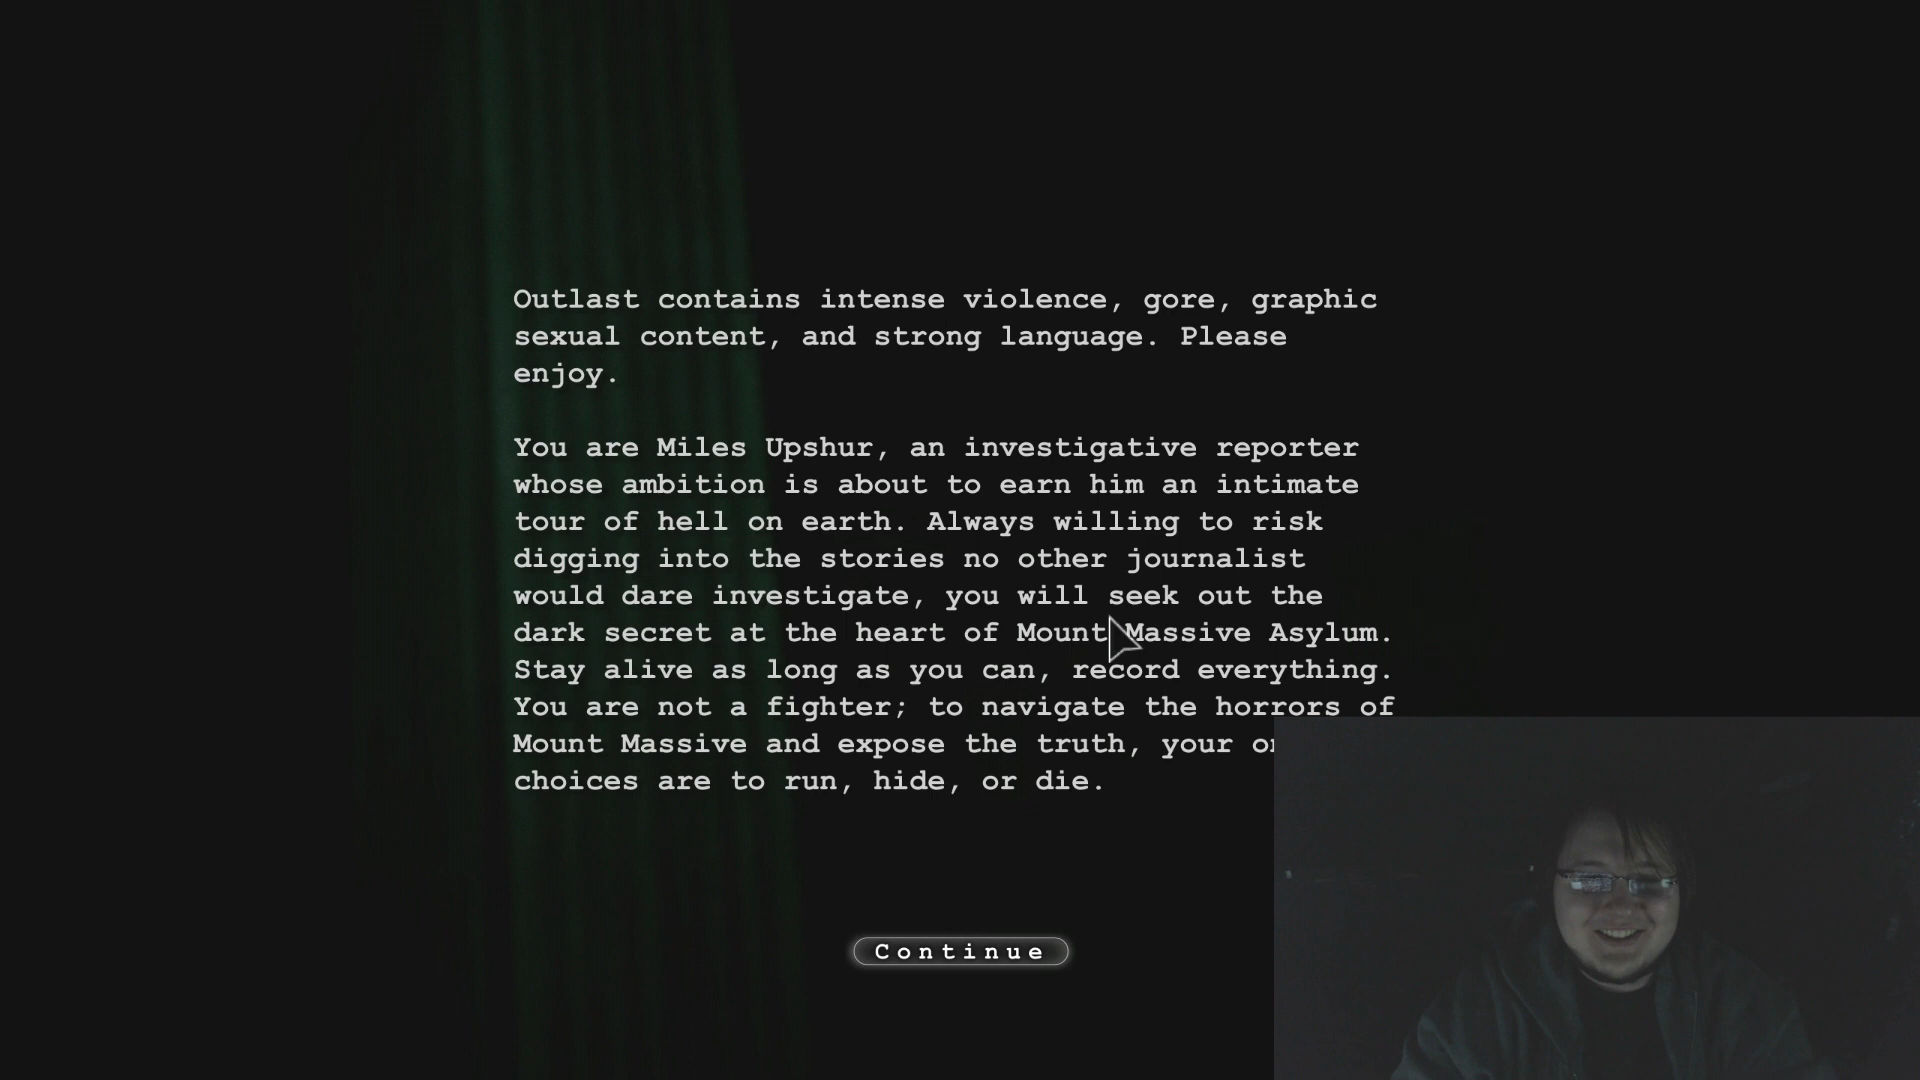 Outlast contains intense violence, gore, graphic
sexual content, and strong language. Please
enjoy.
You are Miles Upshur, an investigative reporter
whose ambition is about to earn him an intimate
tour of hell on earth. Always willing to risk
digging into the stories no other journalist
would dare investigate, you will seek out the
dark secret at the heart of Mount Massive Asylum.
Stay alive as long as you can, record everything.
You are not a fighter; to navigate the horrors of
Mount Massive and expose the truth, your
choices are to run, hide, or die.
Continue